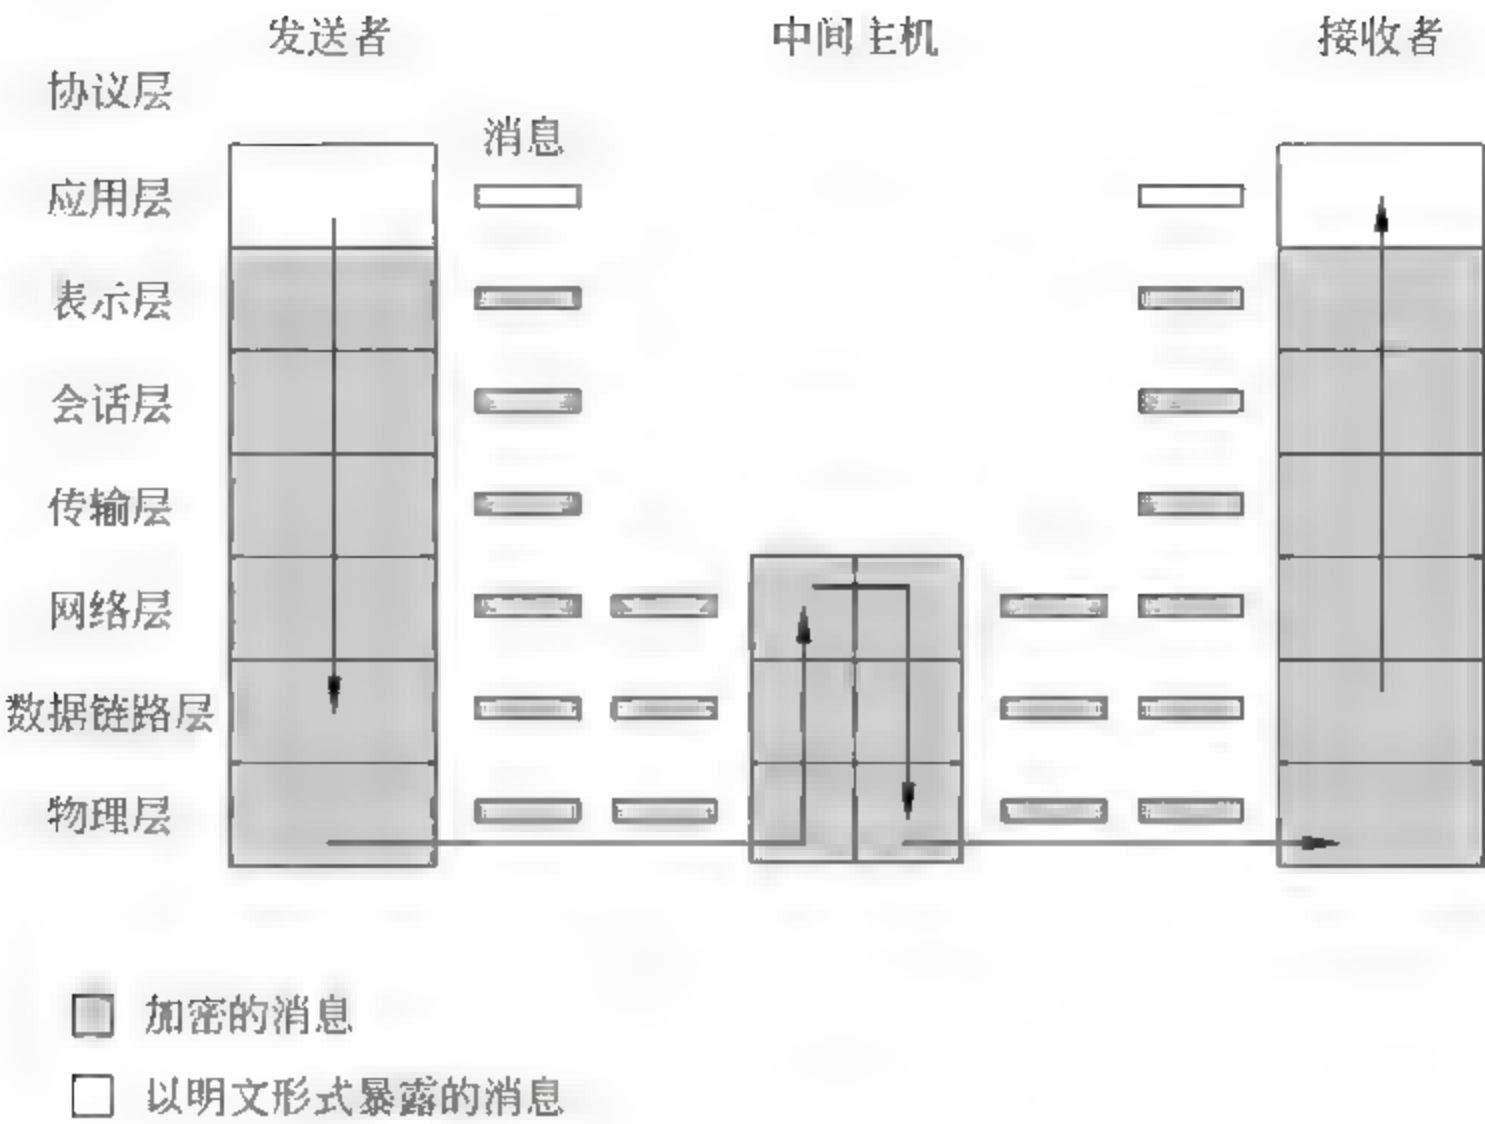 发送者 中间主机 接收者
协议层
消息
应用层
表示层
会话层
传输层
网络层
数据链路层
物理层
加密的消息
以明文形式暴露的消息